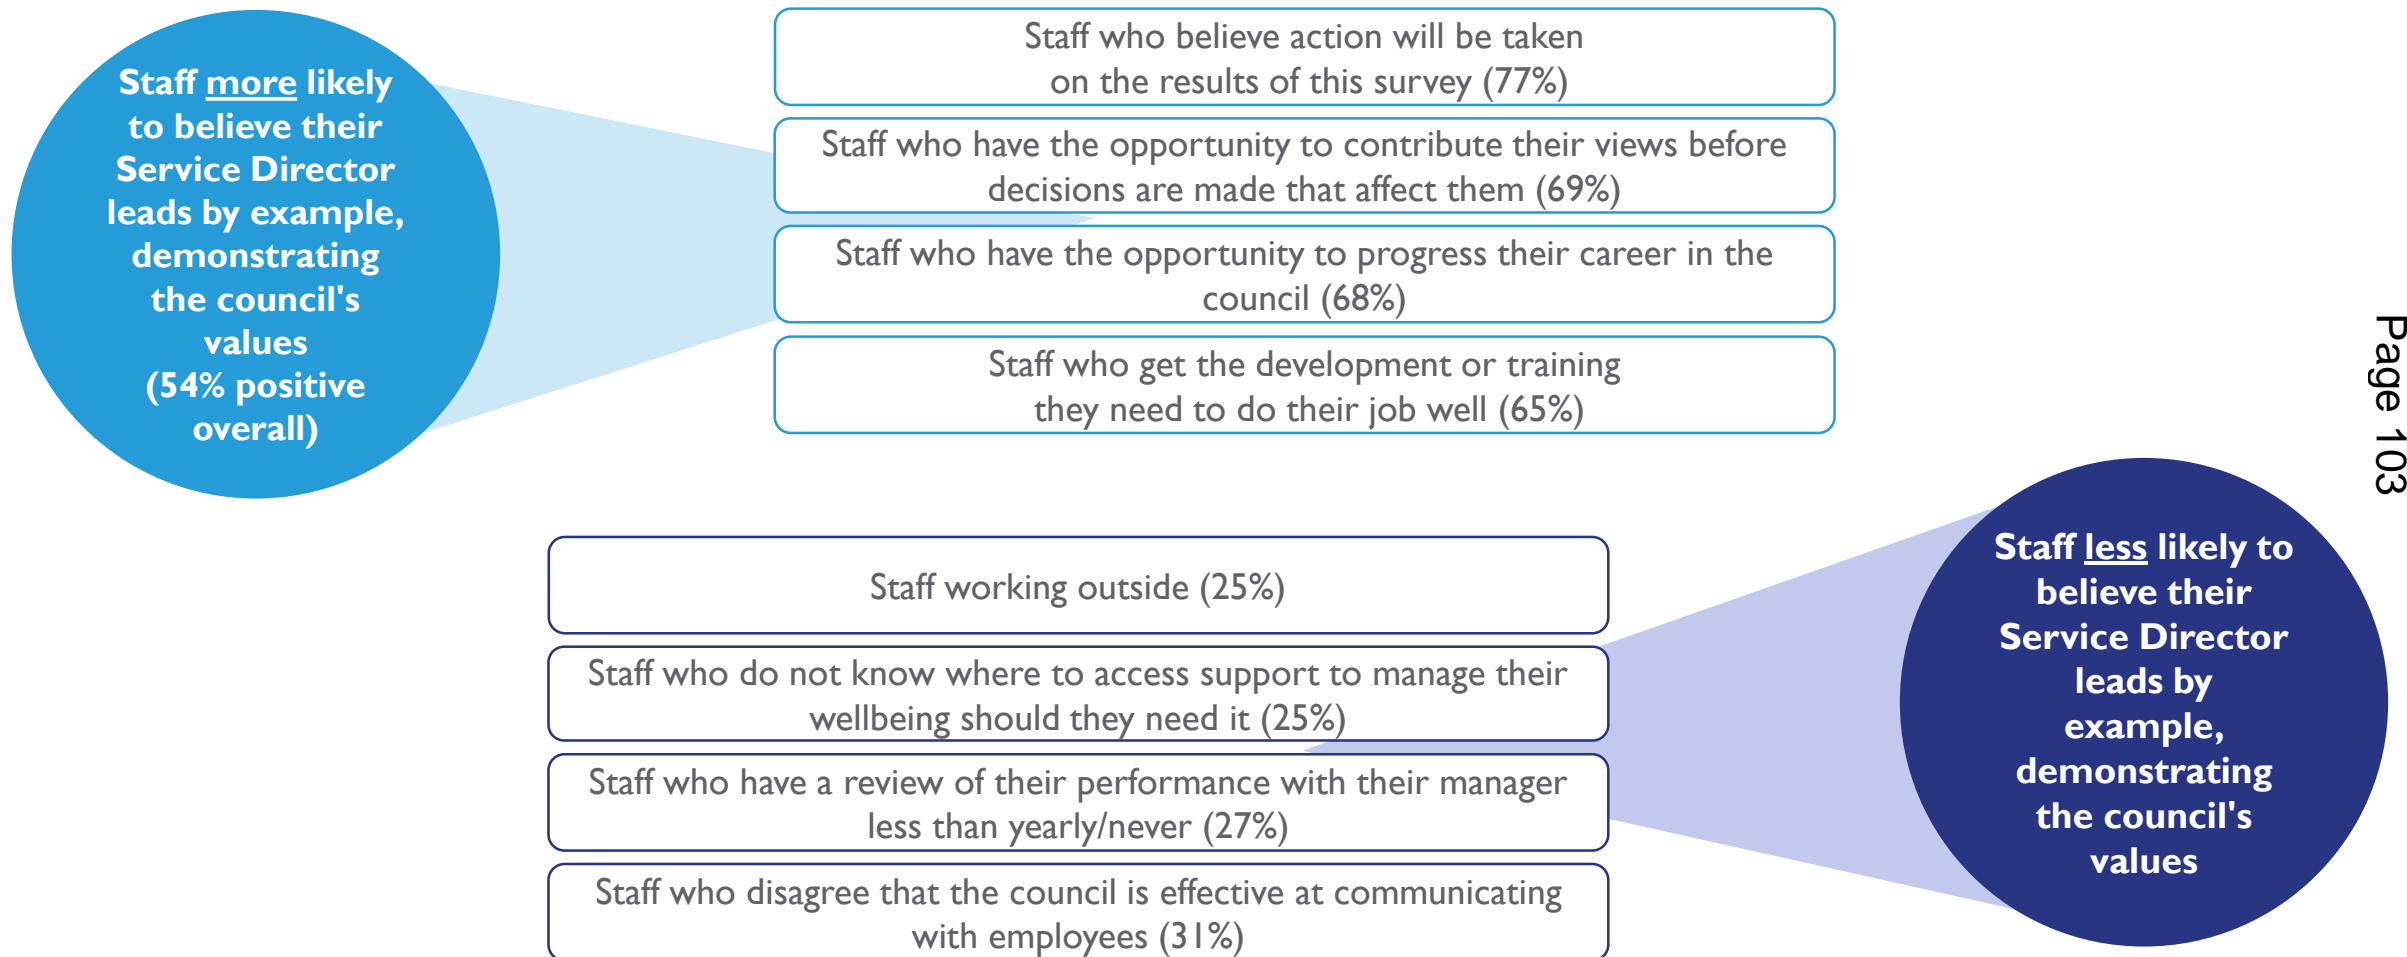 Staff more likely
to believe their
Service Director
leads by example,
demonstrating
the council's
values
(54% positive
overall)
Staff who believe action will be taken
on the results of this survey (77%)
Staff who have the opportunity to contribute their views before
decisions are made that affect them (69%)
Staff who have the opportunity to progress their career in the
council (68%)
Staff who get the development or training
they need to do their job well (65%)
Page 103
Staff working outside (25%)
Staff who do not know where to access support to manage their
wellbeing should they need it (25%)
Staff who have a review of their performance with their manager
less than yearly/never (27%)
Staff who disagree that the council is effective at communicating
with employees (31%)
Staff less likely to
believe their
Service Director
leads by
example,
demonstrating
the council's
values